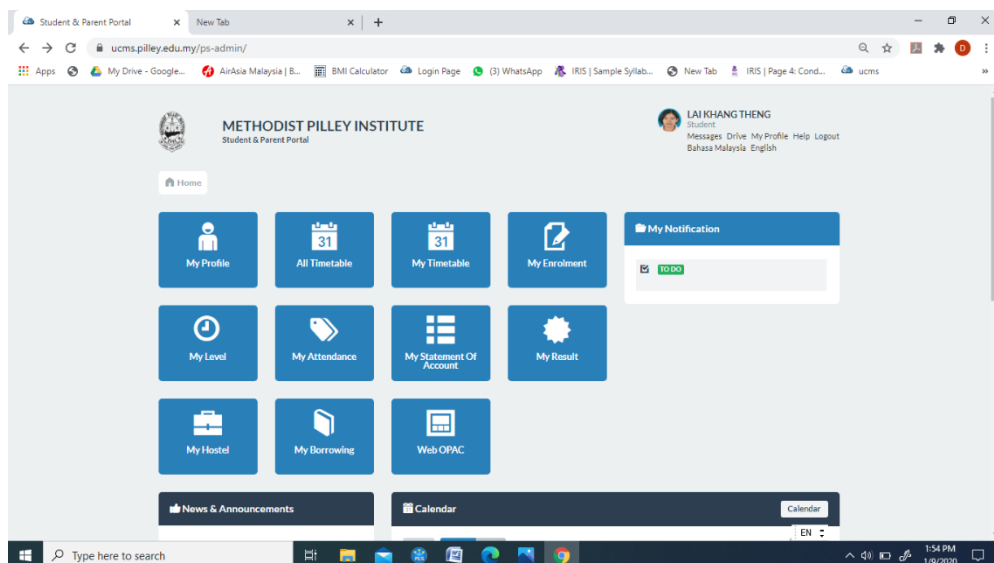 Student & Parent Portal
New Tab
ucms.pilley.edu.my/ps-admin/
Apps
My Drive - Google...
AirAsia Malaysia | B...
BMI Calculator
Login Page
(3) WhatsApp
IRIS | Sample Syllab...
New Tab
IRIS | Page 4: Cond...
ucms
METHODIST PILLEY INSTITUTE
Student & Parent Portal
LAI KHANG THENG
Student
Messages Drive My Profile Help Logout
Bahasa Malaysia English
Home
31
31
My Profile
All Timetable
My Timetable
My Enrolment
My Notification
TO DO
My Level
My Attendance
My Statement Of
Account
My Result
My Hostel
My Borrowing
Web OPAC
News & Announcements
Calendar
Calendar
EN
Type here to search
1:54 PM
1/9/2020